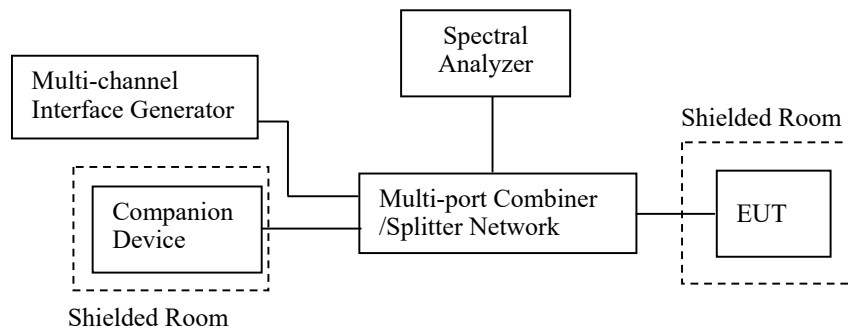 Spectral
Analyzer
Multi-channel
Interface Generator
Shielded Room
Multi-port Combiner
/Splitter Network
EUT
Companion
Device
Shielded Room